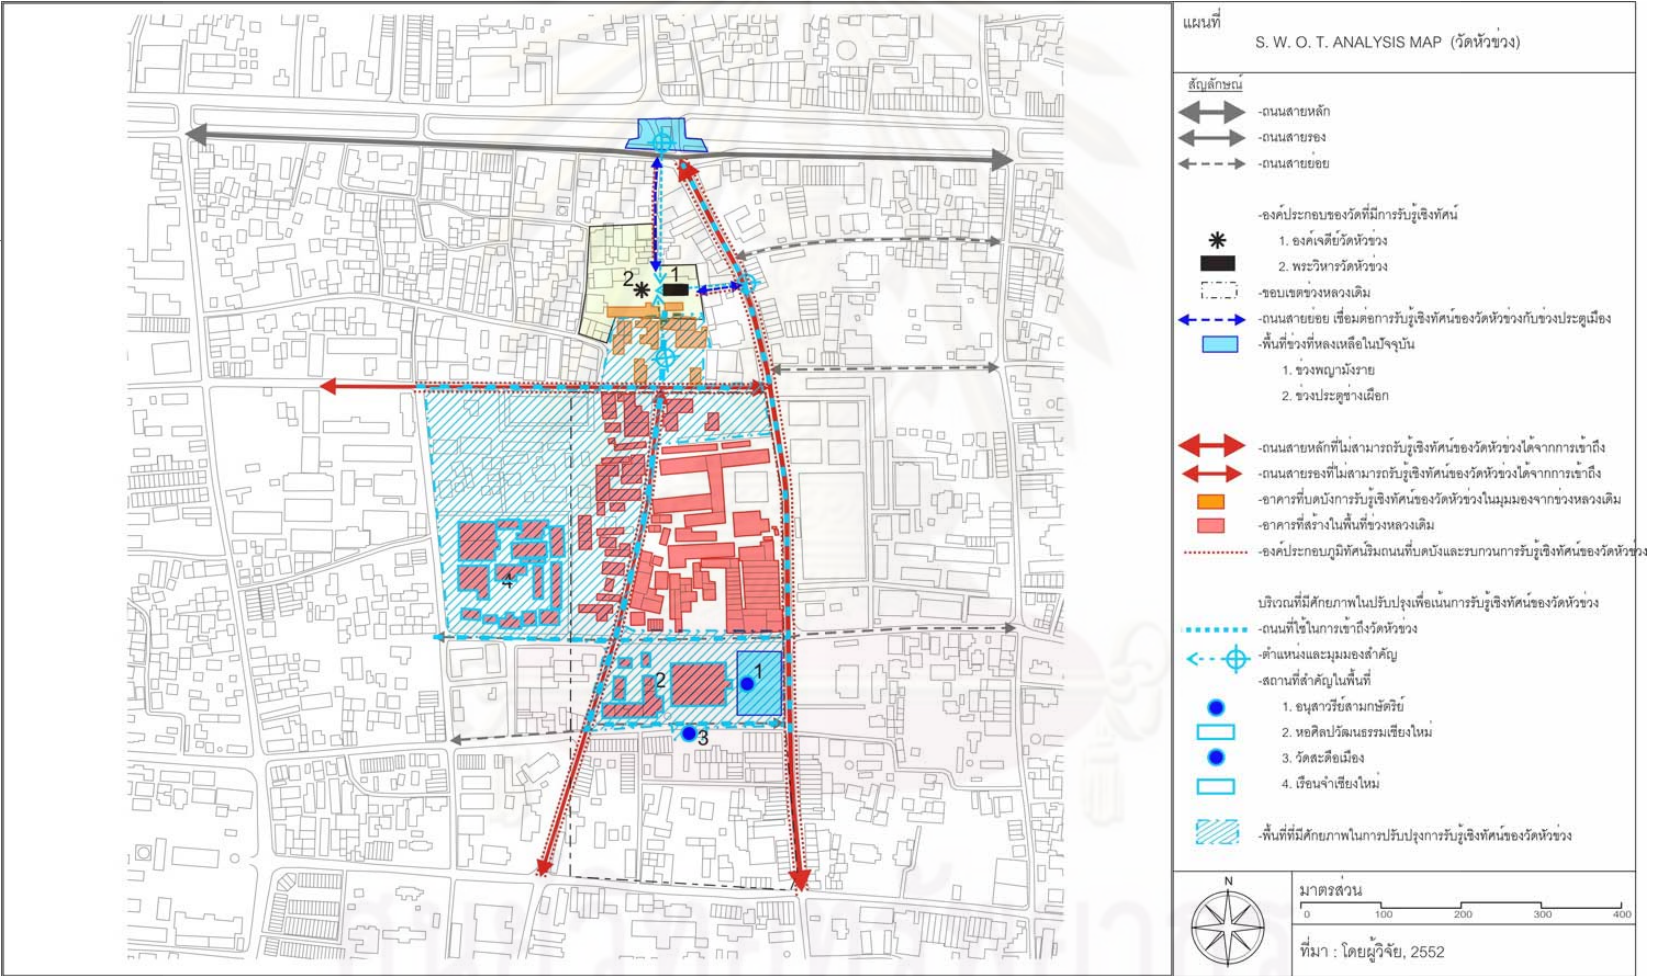 แผนที่
S. W. O. T. ANALYSIS MAP (วัดหัวข่วง)
สัญลักษณ์
-ถนนสายหลัก
-ถนนสายรอง
-ถนนสายย่อย
-องค์ประกอบของวัดที่มีการรับรู้เชิงทัศน์
1. องค์เจดีย์วัดหัวข่วง
2. พระวิหารวัดหัวข่วง
-ขอบเขตข่วงหลวงเดิม
-ถนนสายย่อย เชื่อมต่อการรับรู้เชิงทัศน์ของวัดหัวข่วงกับข่วงประตูเมือง
-พื้นที่ข่วงที่หลงเหลือในปัจจุบัน
1. ข่วงพญามังราย
2. ข่วงประตูช่างเผือก
-ถนนสายหลักที่ไม่สามารถรับรู้เชิงทัศน์ของวัดหัวข่วงได้จากการเข้าถึง
-ถนนสายรองที่ไม่สามารถรับรู้เชิงทัศน์ของวัดหัวข่วงได้จากการเข้าถึง
-อาคารที่บดบังการรับรู้เชิงทัศน์ของวัดหัวข่วงในมุมมองจากข่วงหลวงเดิม
-อาคารที่สร้างในพื้นที่ข่วงหลวงเดิม
-องค์ประกอบภูมิทัศน์ริมถนนที่บดบังและรบกวนการรับรู้เชิงทัศน์ของวัดหัวข่วง
บริเวณที่มีศักยภาพในปรับปรุงเพื่อเน้นการรับรู้เชิงทัศน์ของวัดหัวข่วง
-ถนนที่ใช้ในการเข้าถึงวัดหัวข่วง
-ตำแหน่งและมุมมองสำคัญ
-สถานที่สำคัญในพื้นที่
1. อนุสาวรีย์สามกษัตริย์
2. หอศิลปวัฒนธรรมเชียงใหม่
3. วัดสะดือเมือง
4. เรือนจำเชียงใหม่
-พื้นที่ที่มีศักยภาพในการปรับปรุงการรับรู้เชิงทัศน์ของวัดหัวข่วง
N
มาตรส่วน
0 100 200 300 400
ที่มา : โดยผู้วิจัย, 2552
2 1
4
2 1
3